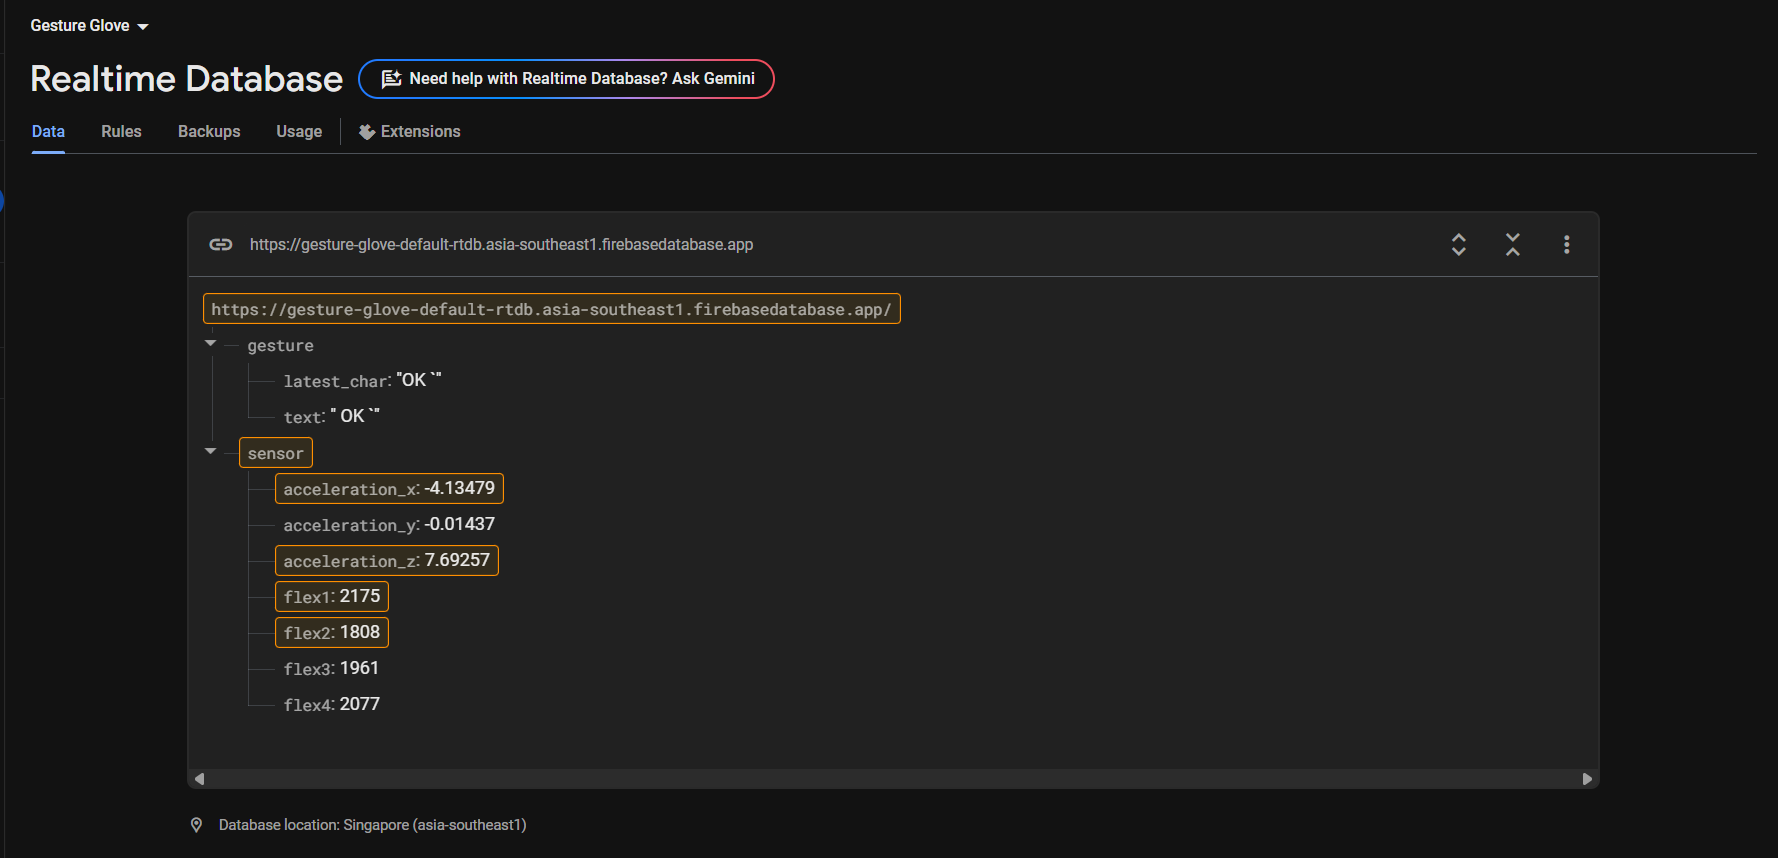 Gesture Glove
Realtime Database
Need help with Realtime Database? Ask Gemini
Data Rules Backups Usage Extensions
https://gesture-glove-default-rtdb.asia-southeast1.firebasedatabase.app
https://gesture-glove-default-rtdb.asia-southeast1.firebasedatabase.app/
gesture
latest_char: "OK `"
text: " OK `"
sensor
acceleration_x: -4.13479
acceleration_y: -0.01437
acceleration_z: 7.69257
flex1: 2175
flex2: 1808
flex3: 1961
flex4: 2077
Database location: Singapore (asia-southeast1)